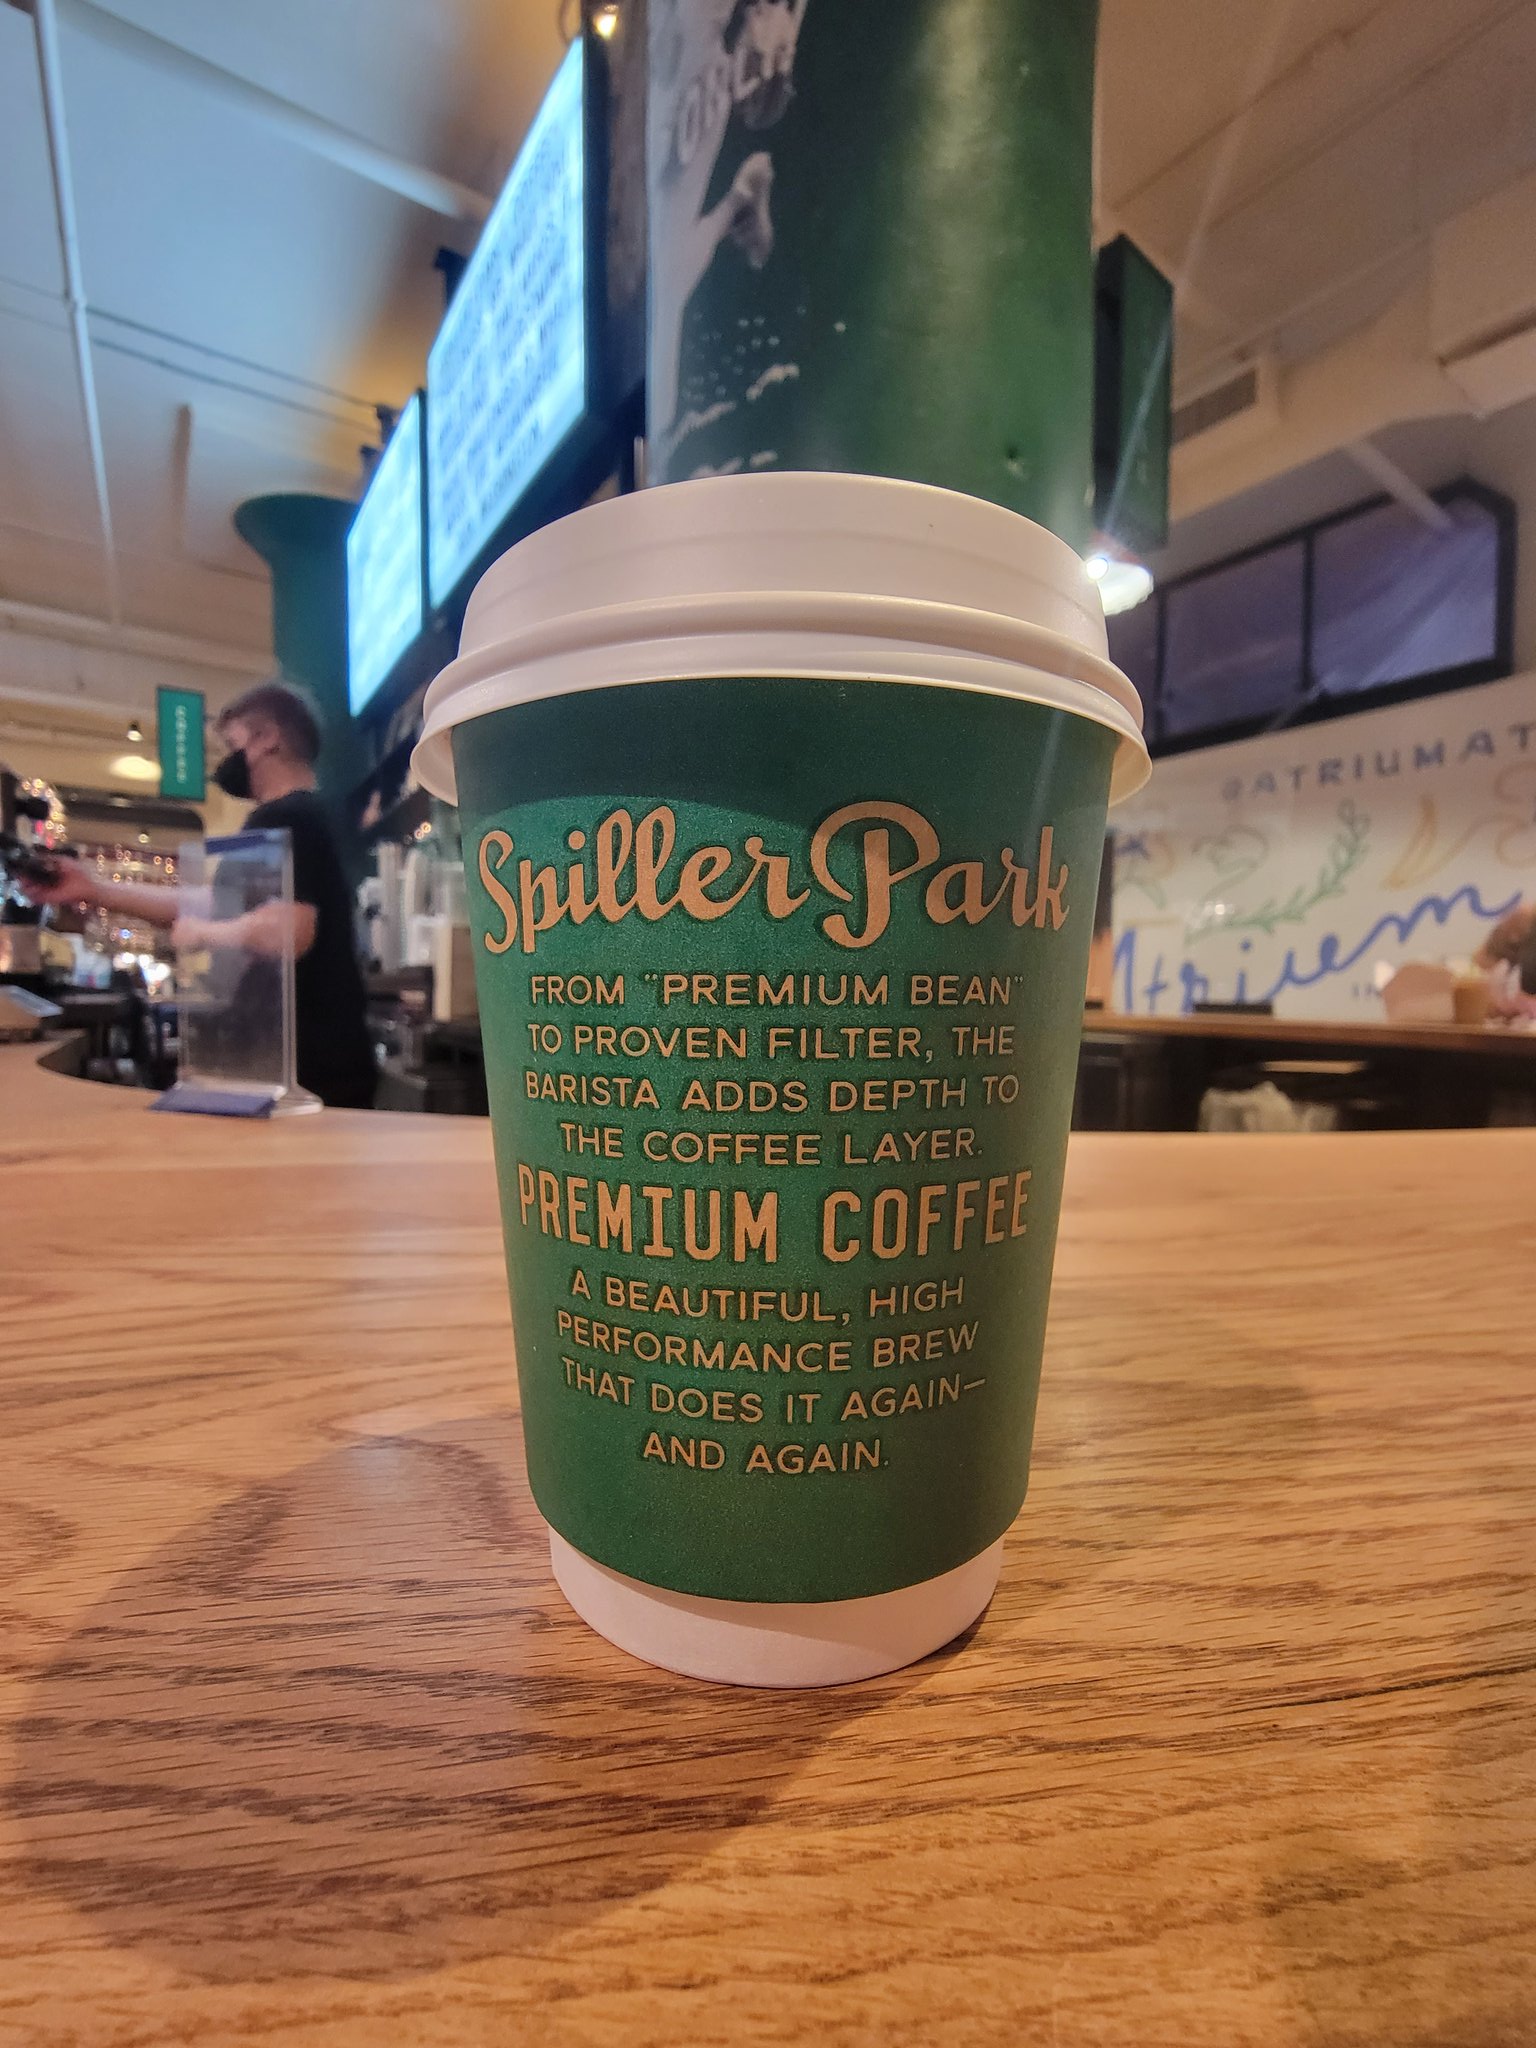 Spiller Park
FROM "PREMIUM BEAN"
TO PROVEN FILTER, THE
BARISTA ADDS DEPTH TO
THE COFFEE LAYER.
PREMIUM COFFEE
A BEAUTIFUL, HIGH
PERFORMANCE BREW
THAT DOES IT AGAIN—
AND AGAIN.
@ATRIUMAT
Atrium